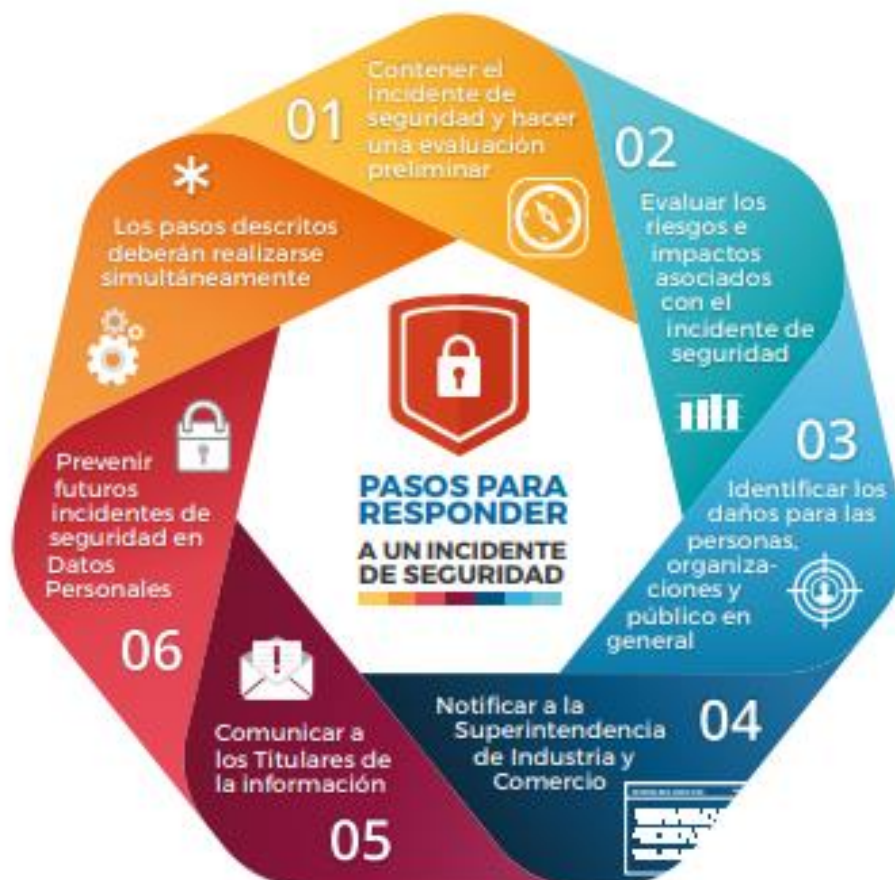 01
Contener el
incidente de
seguridad y hacer
una evaluación
preliminar
02
Evaluar los
riesgos e
impactos
asociados
con el
incidente de
seguridad
03
Identificar los
daños para las
personas,
organiza-
ciones y
público en
general
04
Notificar a la
Superintendencia
de Industria y
Comercio
05
Comunicar a
los Titulares de
la información
06
Prevenir
futuros
incidentes de
seguridad en
Datos
Personales
*
Los pasos descritos
deberán realizarse
simultáneamente
PASOS PARA
RESPONDER
A UN INCIDENTE
DE SEGURIDAD